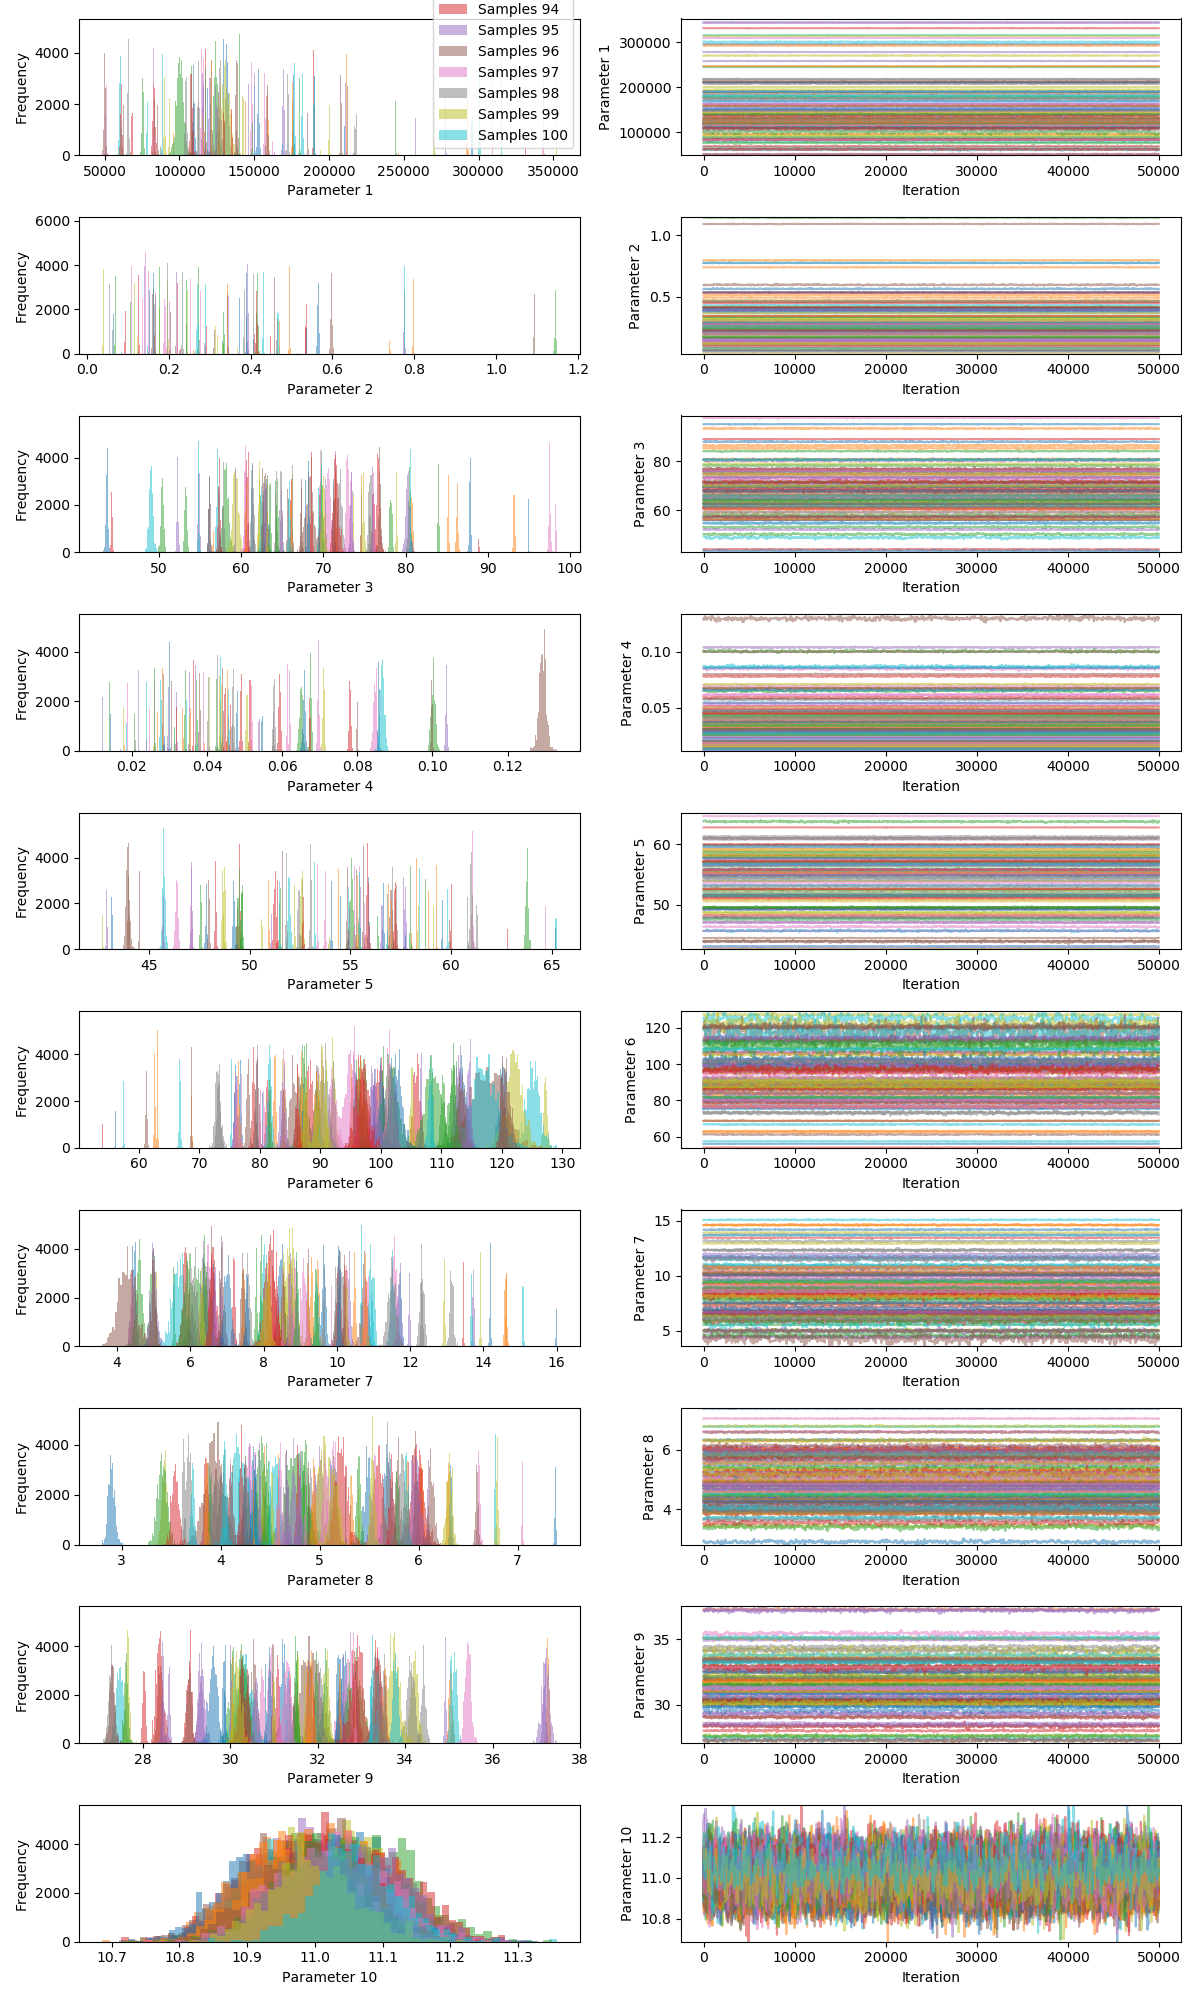 Samples 94
Samples 95
Samples 96
Samples 97
Samples 98
Samples 99
Samples 100
Frequency
4000
2000
0
50000 100000 150000 200000 250000 300000 350000
Parameter 1
Parameter 1
300000
200000
100000
0 10000 20000 30000 40000 50000
Iteration
Frequency
6000
4000
2000
0
0.0 0.2 0.4 0.6 0.8 1.0 1.2
Parameter 2
Parameter 2
1.0
0.5
0 10000 20000 30000 40000 50000
Iteration
Frequency
4000
2000
0
50 60 70 80 90 100
Parameter 3
Parameter 3
80
60
0 10000 20000 30000 40000 50000
Iteration
Frequency
4000
2000
0
0.02 0.04 0.06 0.08 0.10 0.12
Parameter 4
Parameter 4
0.10
0.05
0 10000 20000 30000 40000 50000
Iteration
Frequency
4000
2000
0
45 50 55 60 65
Parameter 5
Parameter 5
60
50
0 10000 20000 30000 40000 50000
Iteration
Frequency
4000
2000
0
60 70 80 90 100 110 120 130
Parameter 6
Parameter 6
120
100
80
60
0 10000 20000 30000 40000 50000
Iteration
Frequency
4000
2000
0
4 6 8 10 12 14 16
Parameter 7
Parameter 7
15
10
5
0 10000 20000 30000 40000 50000
Iteration
Frequency
4000
2000
0
3 4 5 6 7
Parameter 8
Parameter 8
6
4
0 10000 20000 30000 40000 50000
Iteration
Frequency
4000
2000
0
28 30 32 34 36 38
Parameter 9
Parameter 9
35
30
0 10000 20000 30000 40000 50000
Iteration
Frequency
4000
2000
0
10.7 10.8 10.9 11.0 11.1 11.2 11.3
Parameter 10
Parameter 10
11.2
11.0
10.8
0 10000 20000 30000 40000 50000
Iteration